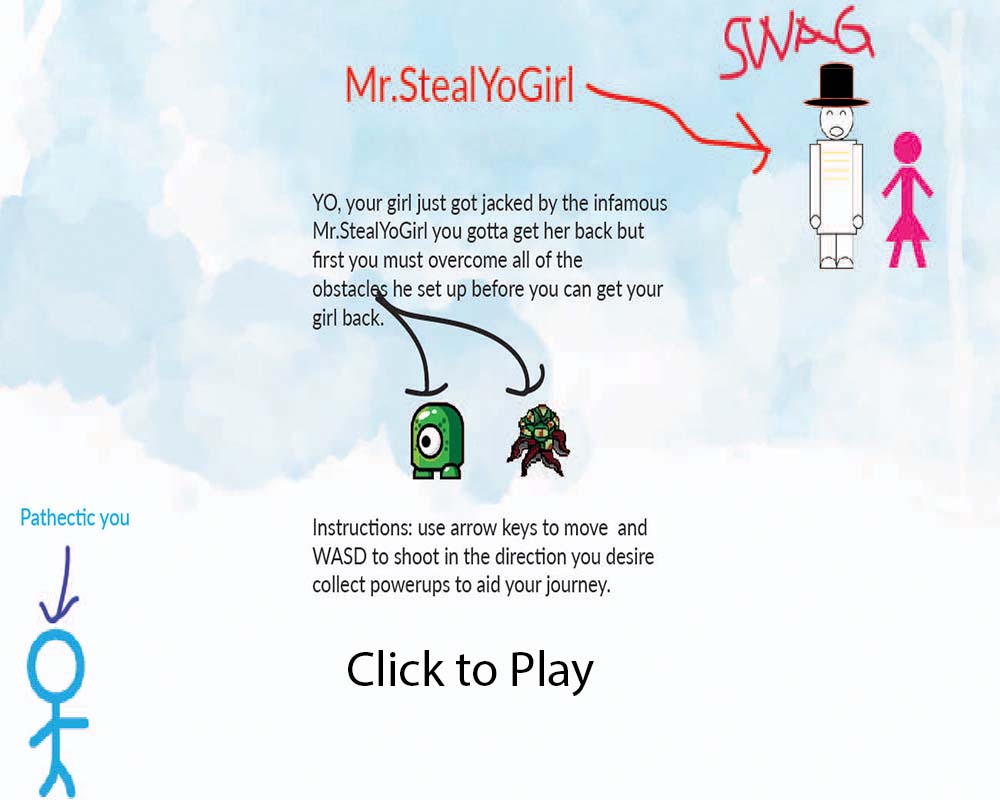 SWAG
Mr.StealYoGirl
YO, your girl just got jacked by the infamous
Mr.StealYoGirl you gotta get her back but
first you must overcome all of the
obstacles he set up before you can get your
girl back.
Pathectic you
Instructions: use arrow keys to move  and
WASD to shoot in the direction you desire
collect powerups to aid your journey.
Click to Play